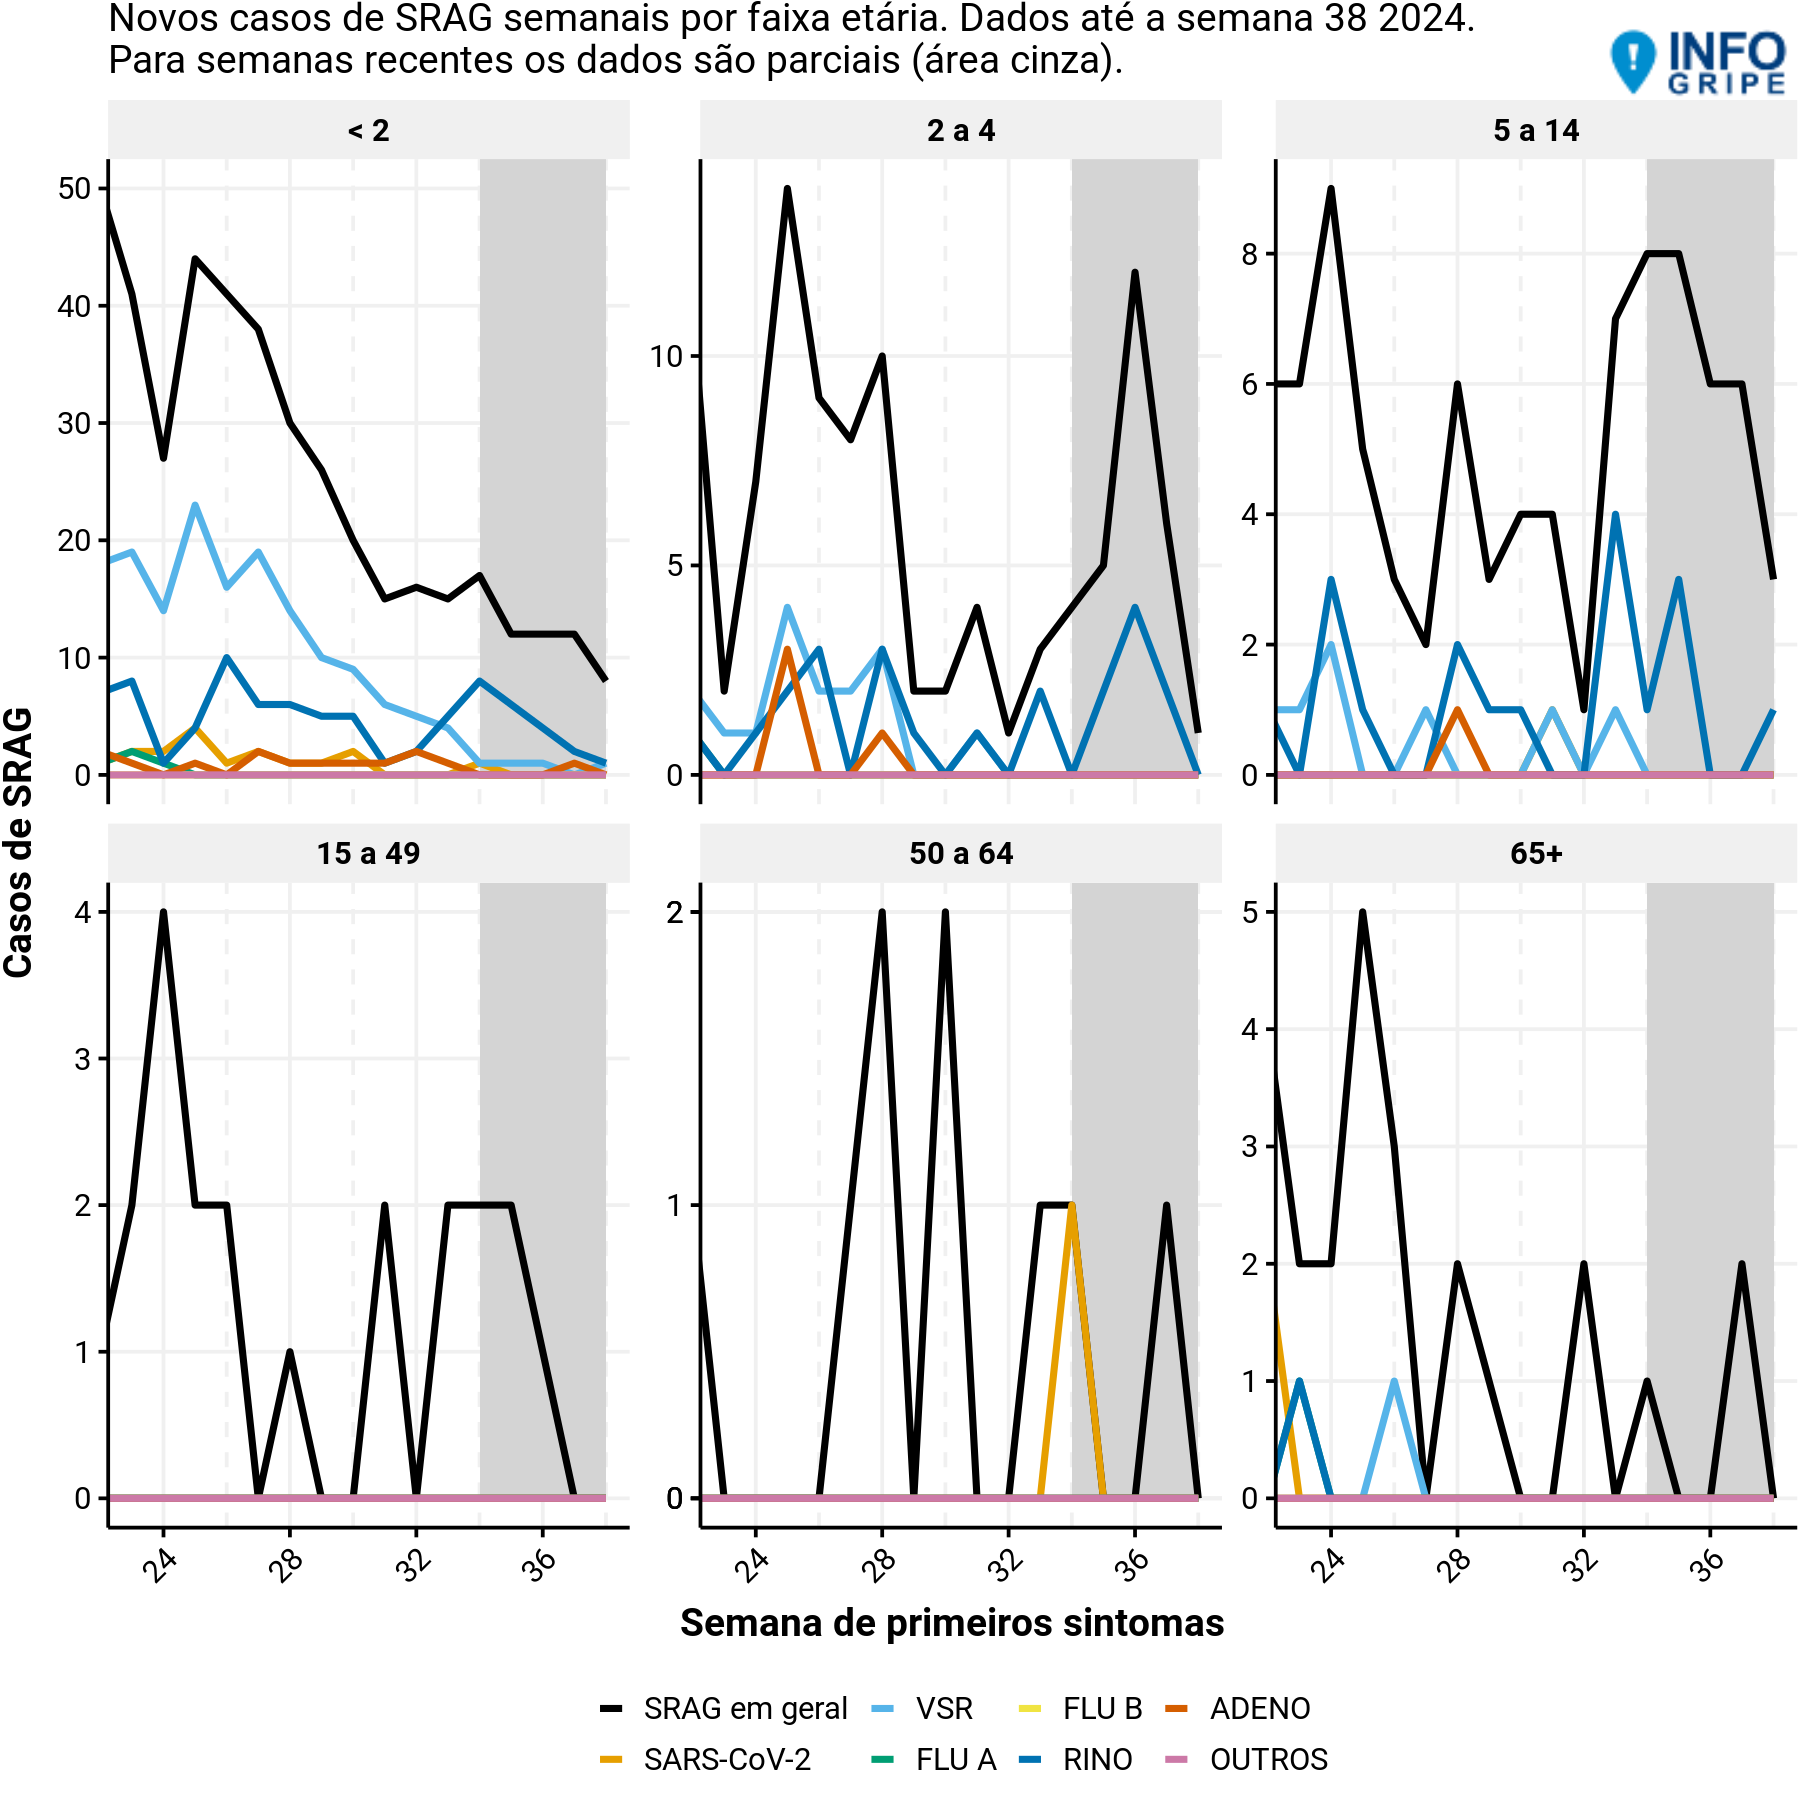 Novos casos de SRAG semanais por faixa etária. Dados até a semana 38 2024.
Para semanas recentes os dados são parciais (área cinza).
INFO
GRIPE
< 2
2 a 4
5 a 14
50
40
30
20
10
0
10
5
0
8
6
4
2
0
Casos de SRAG
15 a 49
50 a 64
65+
4
3
2
1
0
2
1
0
5
4
3
2
1
0
24 28 32 36
24 28 32 36
24 28 32 36
Semana de primeiros sintomas
SRAG em geral VSR FLU B ADENO
SARS-CoV-2 FLU A RINO OUTROS